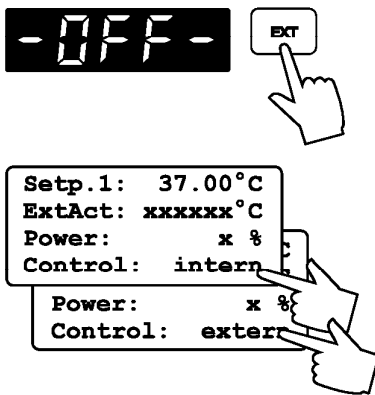 -OFF-
EXT
Setp.1: 37.00°C
ExtAct: xxxxxx°C
Power: x %
Control: intern
C
Power: x %
Control: extern